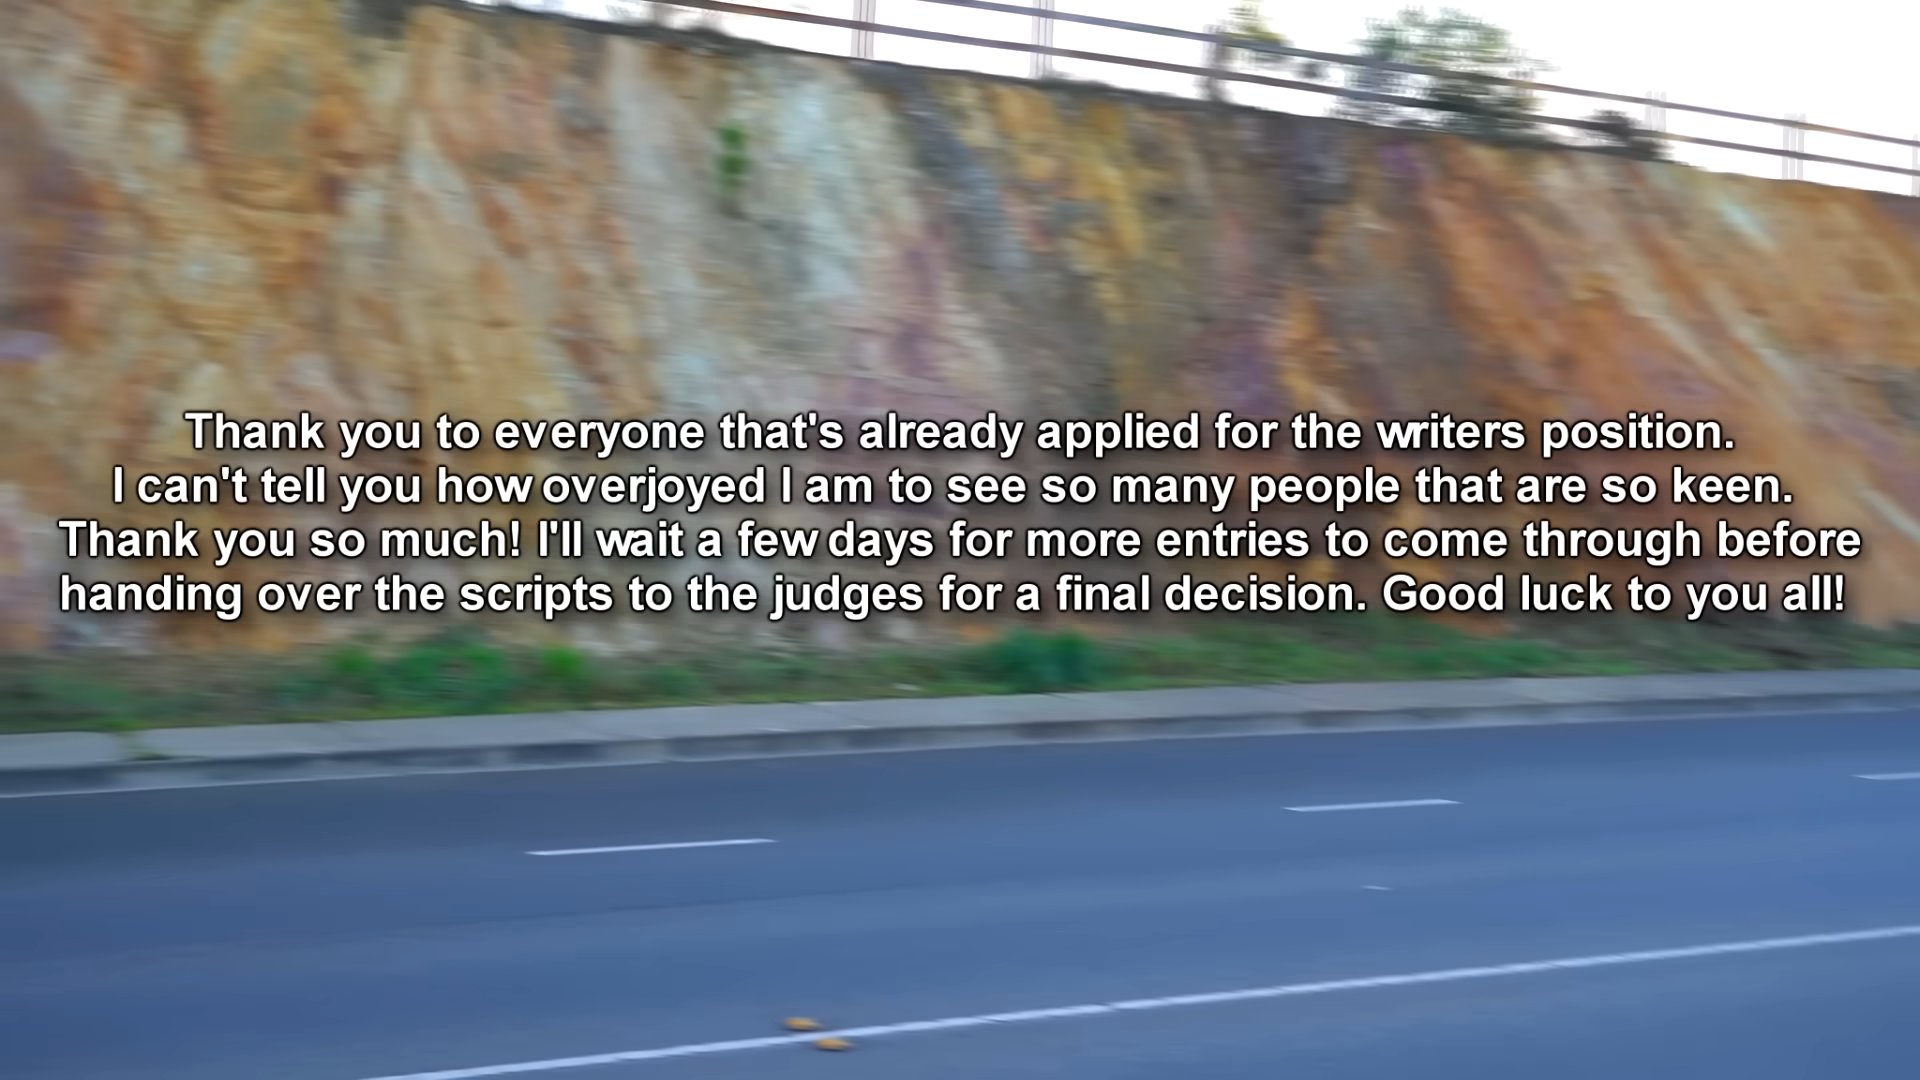 Thank you to everyone that's already applied for the writers position.
I can't tell you how overjoyed I am to see so many people that are so keen.
Thank you so much! I'll wait a few days for more entries to come through before
handing over the scripts to the judges for a final decision. Good luck to you all!